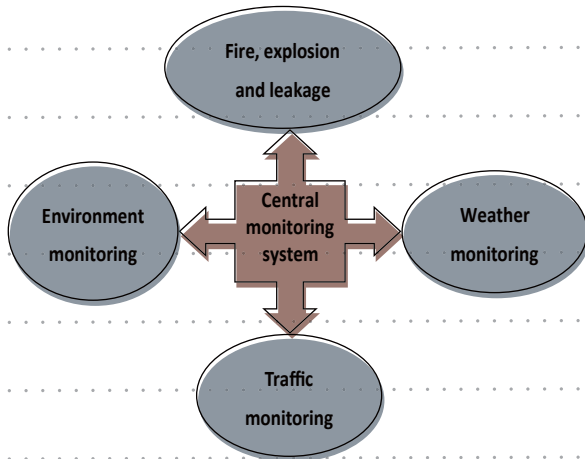 Fire, explosion
and leakage
Environment
monitoring
Central
monitoring
system
Weather
monitoring
Traffic
monitoring